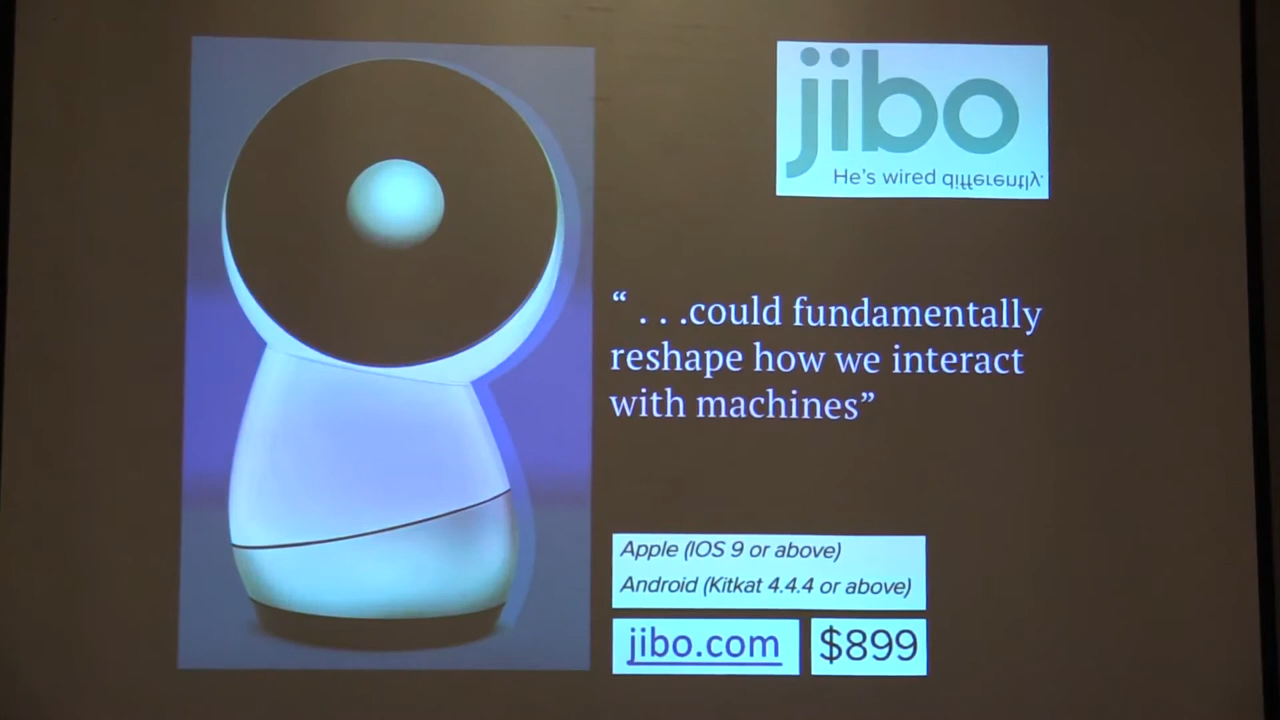 jibo
He's wired differently.
“ . . .could fundamentally
reshape how we interact
with machines”
Apple (IOS 9 or above)
Android (Kitkat 4.4.4 or above)
jibo.com
$899